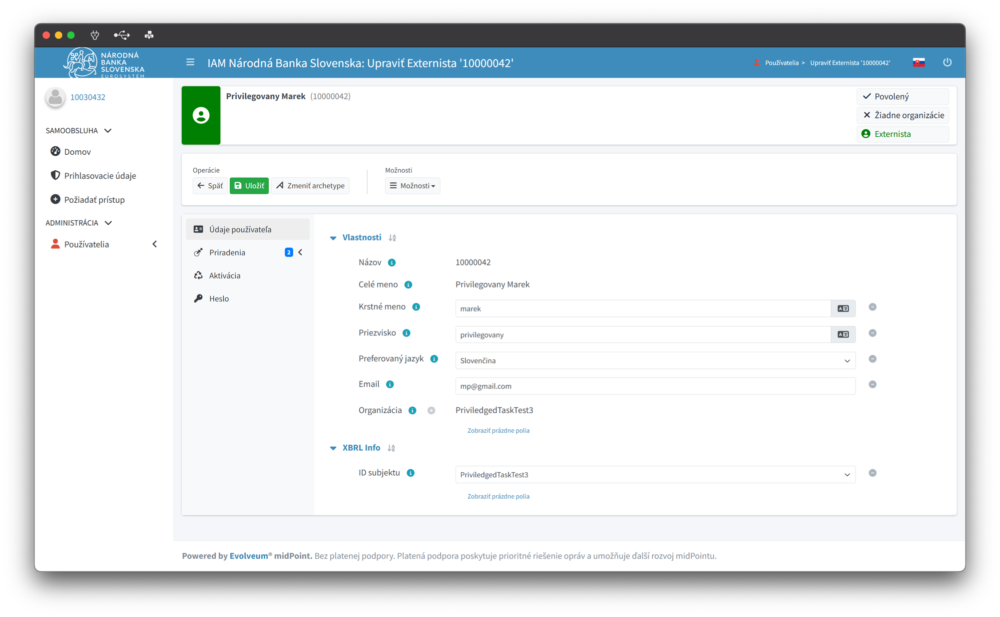 NÁRODNÁ
BANKA
SLOVENSKA
EUROSYSTÉM
IAM Národná Banka Slovenska: Upraviť Externista '10000042'
Používatelia > Upraviť Externista '10000042'
10030432
SAMOOBSLUHA
Domov
Prihlasovacie údaje
Požiadať prístup
ADMINISTRÁCIA
Používatelia
Privilegovany Marek (10000042)
Povolený
Žiadne organizácie
Externista
Operácie
Späť
Uložiť
Zmeniť archetype
Možnosti
Možnosti
Údaje používateľa
Priradenia 2
Aktivácia
Heslo
Vlastnosti
Názov 10000042
Celé meno Privilegovany Marek
Krstné meno marek
Priezvisko privilegovany
Preferovaný jazyk Slovenčina
Email mp@gmail.com
Organizácia PriviledgedTaskTest3
Zobraziť prázdne polia
XBRL Info
ID subjektu PriviledgedTaskTest3
Zobraziť prázdne polia
Powered by Evolveum® midPoint. Bez platenej podpory. Platená podpora poskytuje prioritné riešenie opráv a umožňuje ďalší rozvoj midPointu.